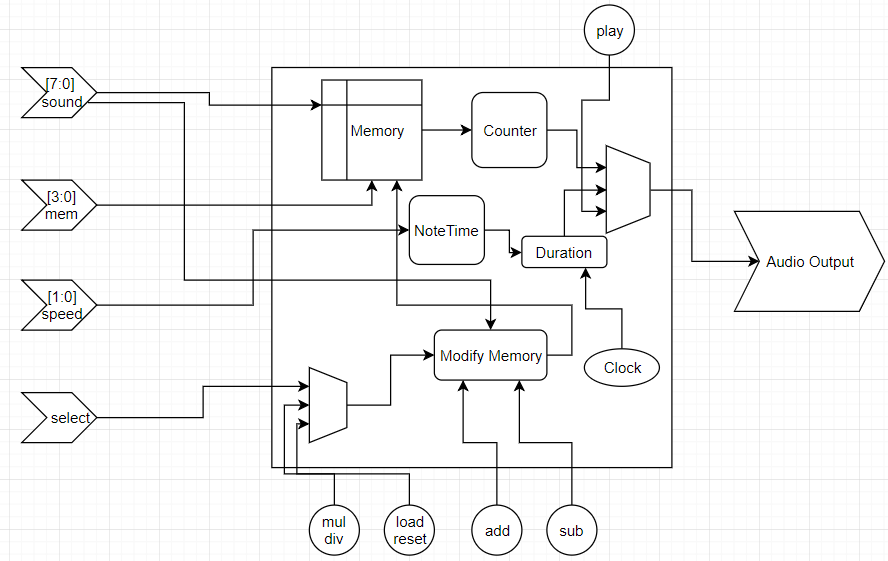 play
[7:0]
sound
Memory
Counter
[3:0]
mem
NoteTime
Duration
Audio Output
[1:0]
speed
Modify Memory
Clock
select
mul
div
load
reset
add
sub